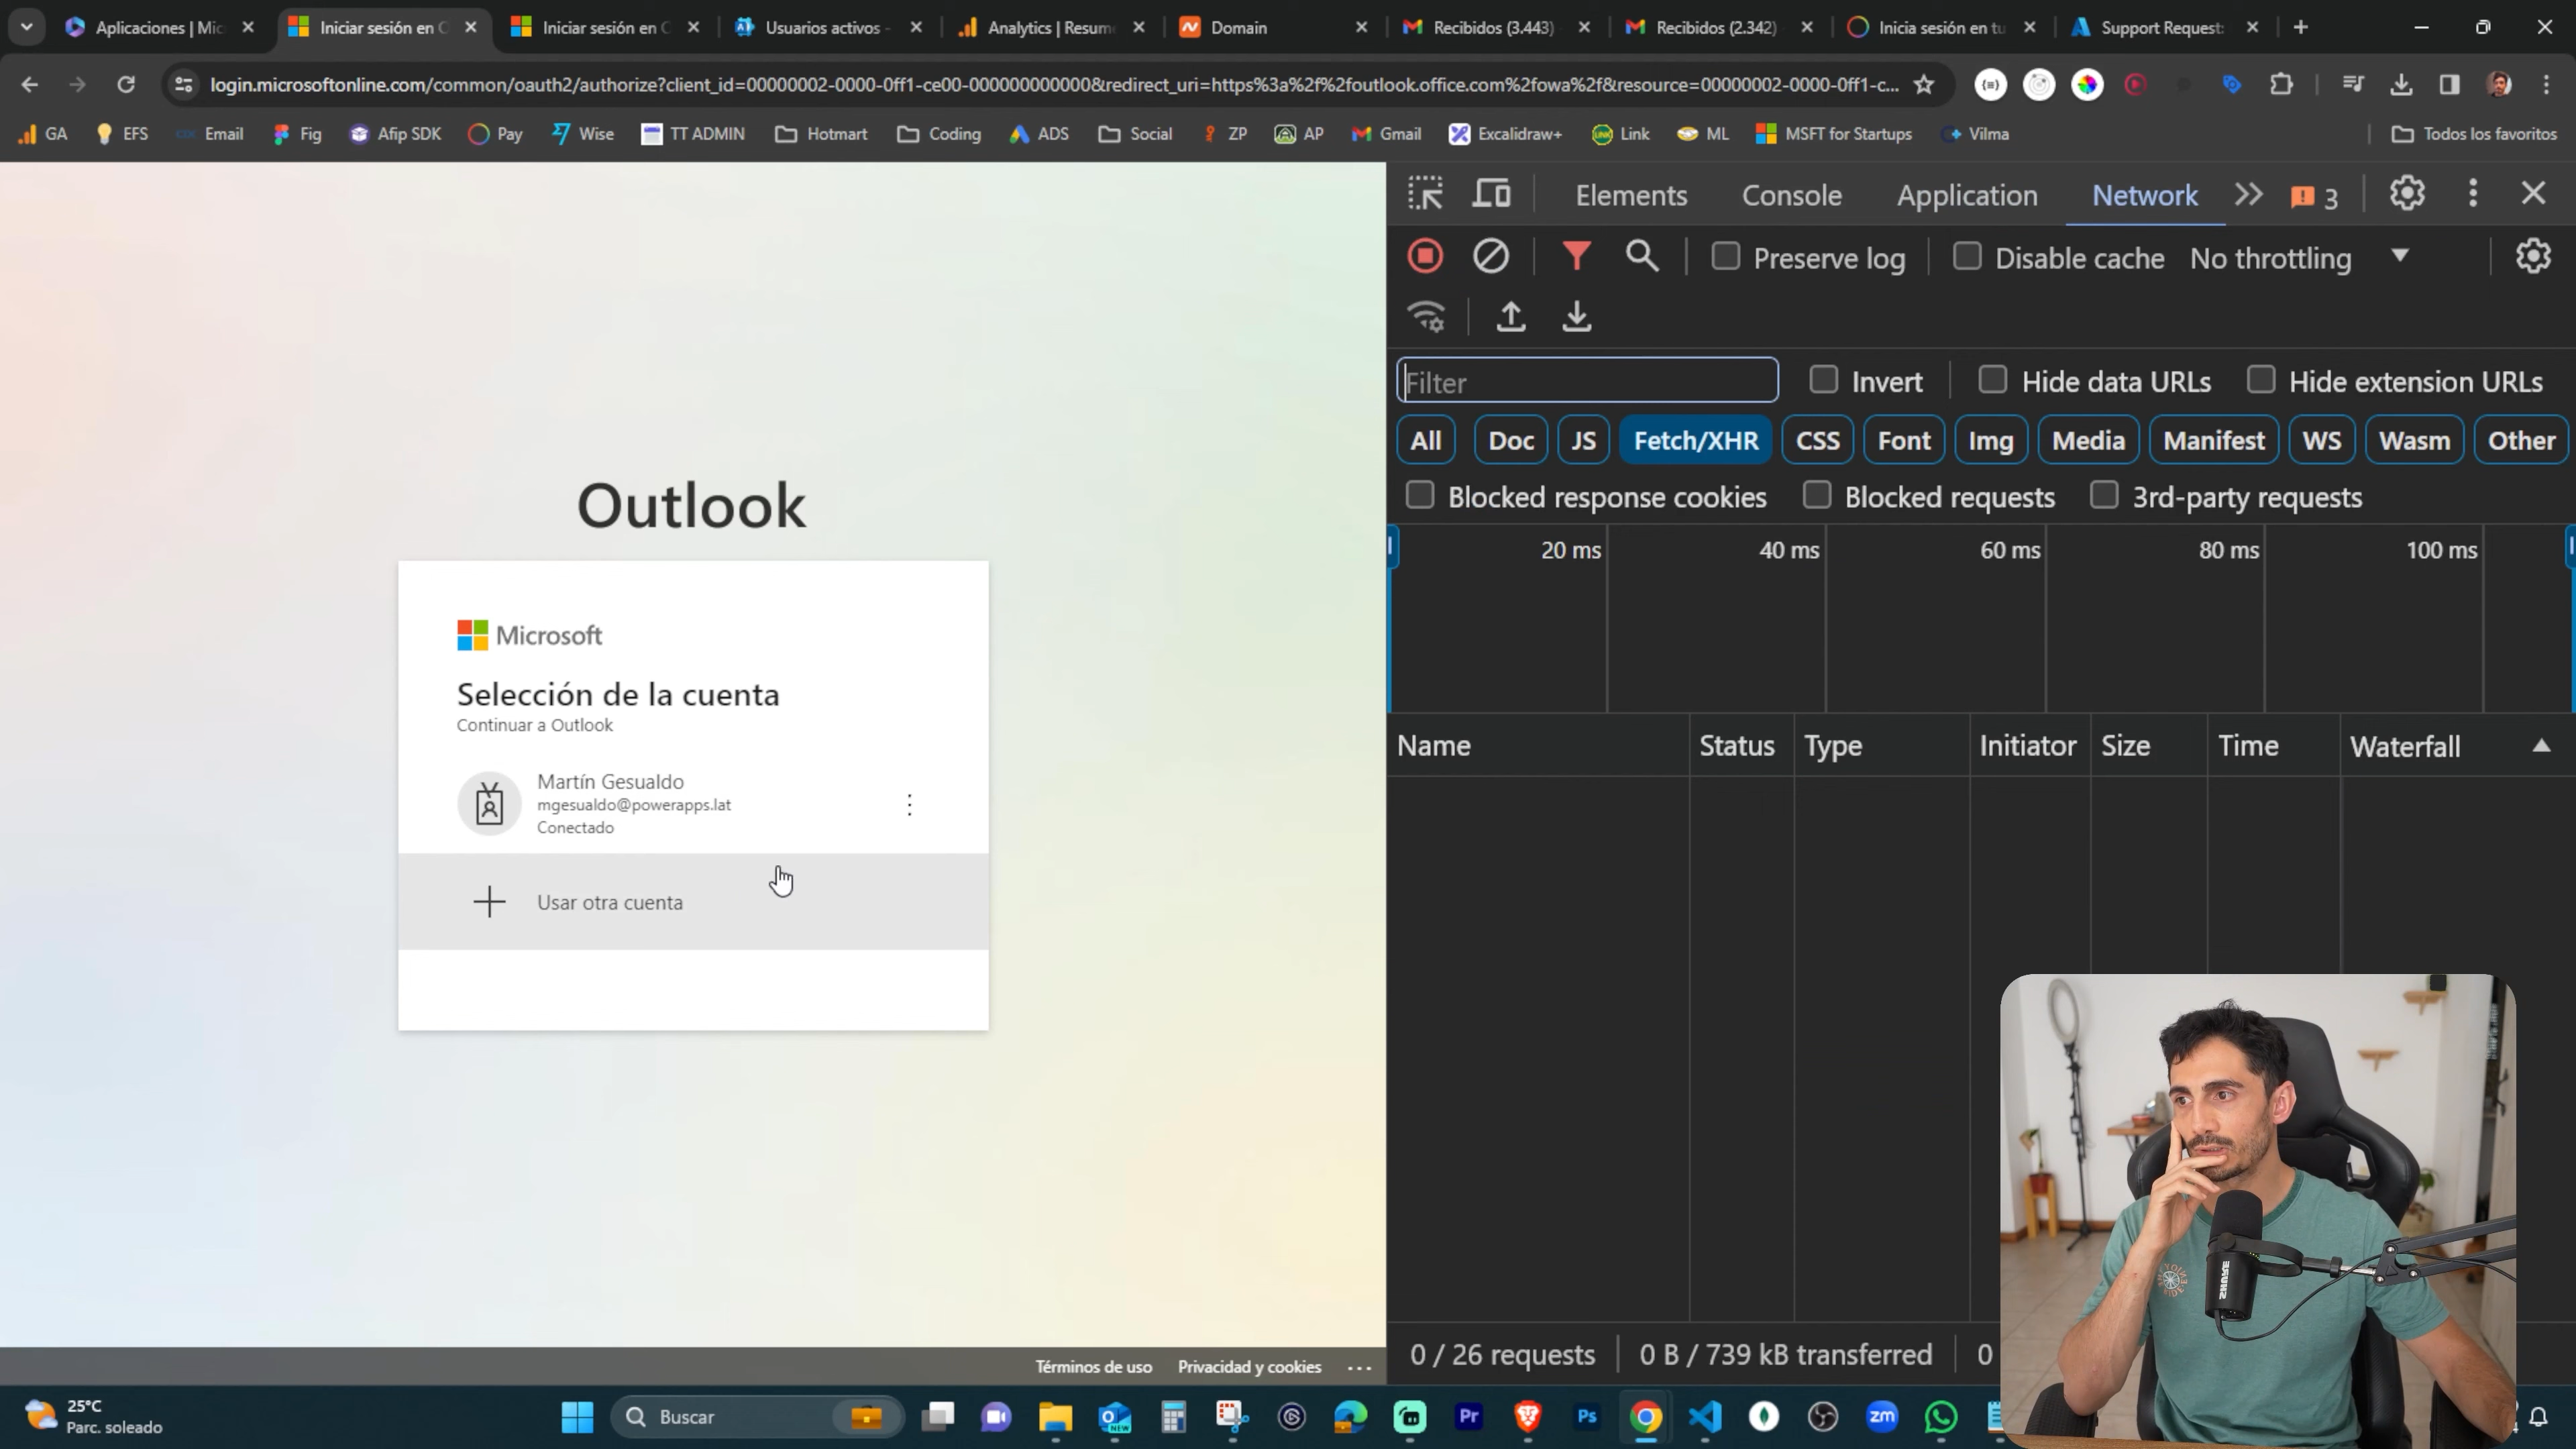 Aplicaciones | Mic
Iniciar sesión en C
Iniciar sesión en C
Usuarios activos -
Analytics | Resum
Domain
Recibidos (3.443)
Recibidos (2.342)
Inicia sesión en tu
Support Request:
login.microsoftonline.com/common/oauth2/authorize?client_id=00000002-0000-0ff1-ce00-000000000000&redirect_uri=https%3a%2f%2foutlook.office.com%2fowa%2f&resource=00000002-0000-0ff1-c...
GA
EFS
Email
Fig
Afip SDK
Pay
Wise
TT ADMIN
Hotmart
Coding
ADS
Social
ZP
AP
Gmail
Excalidraw+
Link
ML
MSFT for Startups
Vilma
Todos los favoritos
Outlook
Microsoft
Selección de la cuenta
Continuar a Outlook
Martín Gesualdo
mgesualdo@powerapps.lat
Conectado
Usar otra cuenta
Términos de uso Privacidad y cookies ...
Elements Console Application Network 3
Preserve log Disable cache No throttling
Filter Invert Hide data URLs Hide extension URLs
All Doc JS Fetch/XHR CSS Font Img Media Manifest WS Wasm Other
Blocked response cookies Blocked requests 3rd-party requests
20 ms 40 ms 60 ms 80 ms 100 ms
Name Status Type Initiator Size Time Waterfall
0 / 26 requests 0 B / 739 kB transferred 0
SHURE
25°C
Parc. soleado
Buscar
NEW
Pr
Ps
zm